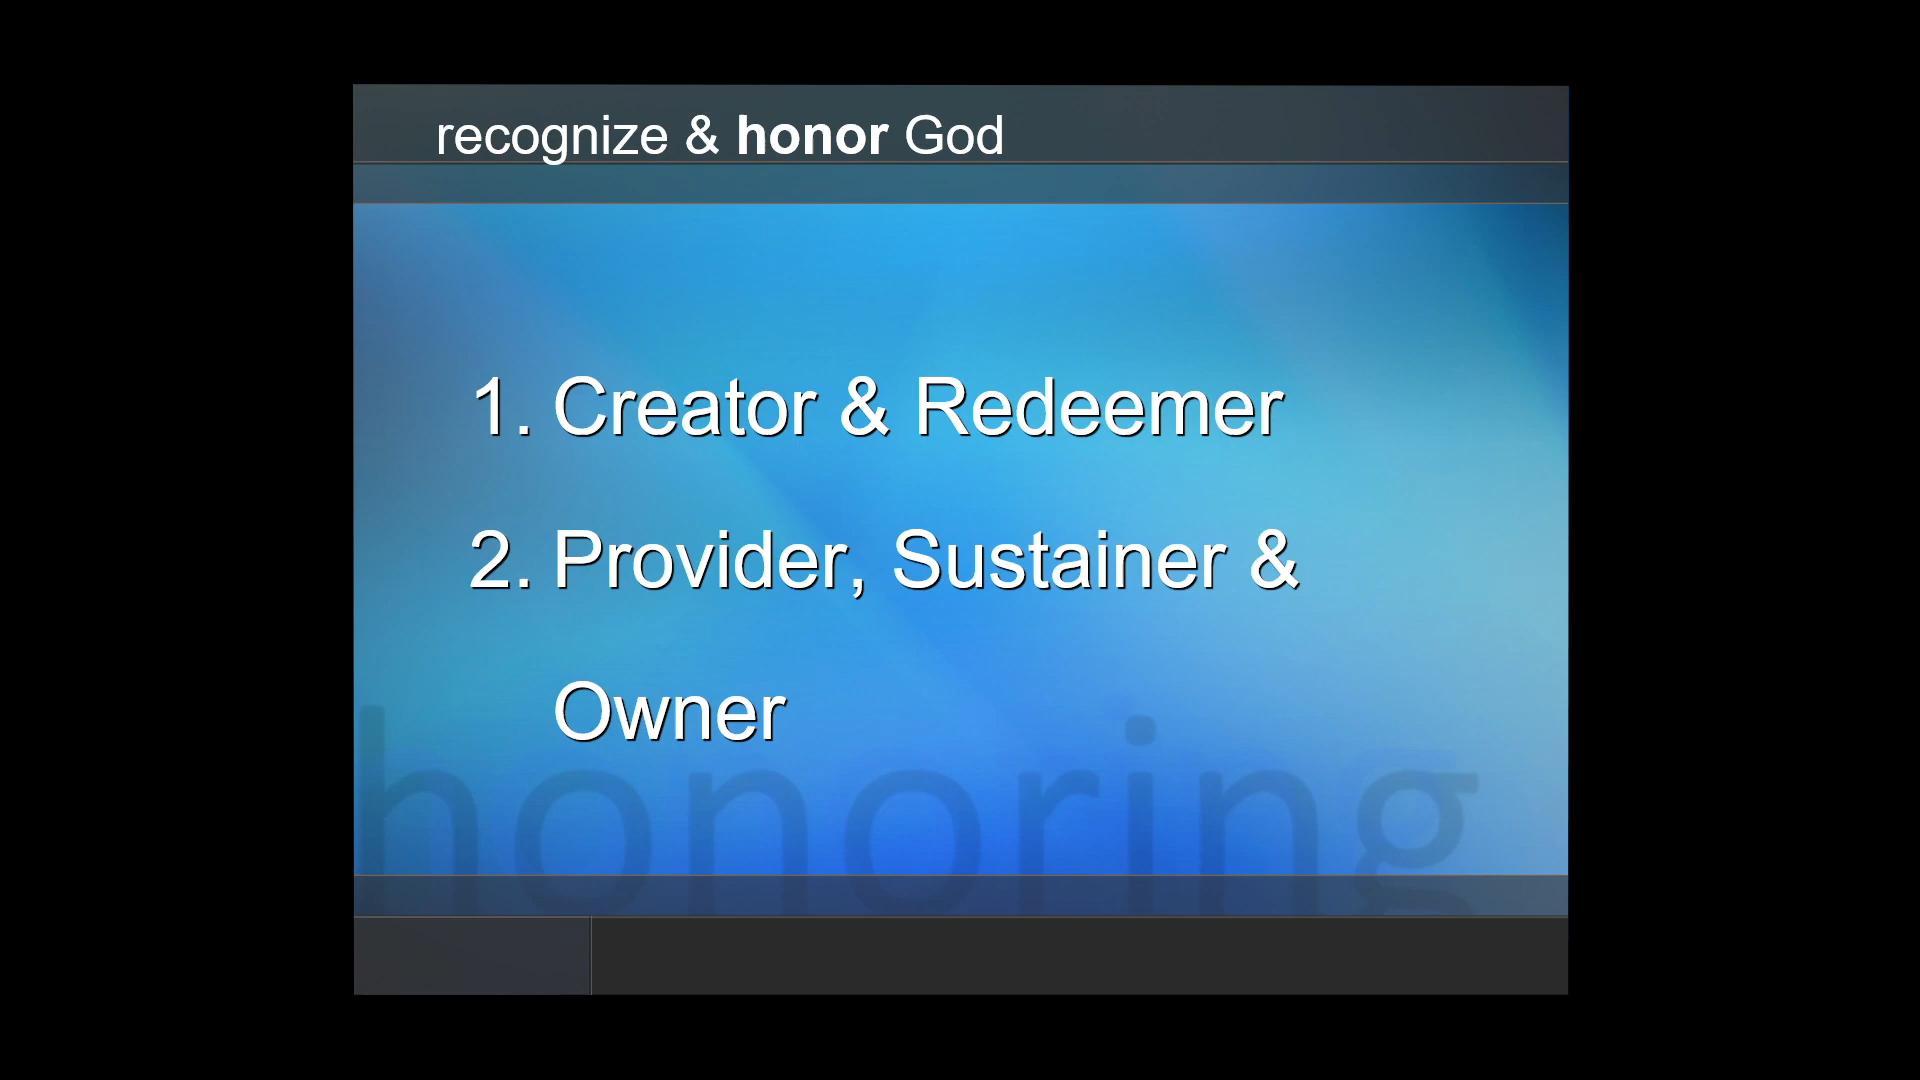 recognize & honor God
1. Creator & Redeemer
2. Provider, Sustainer &
Owner
honoring